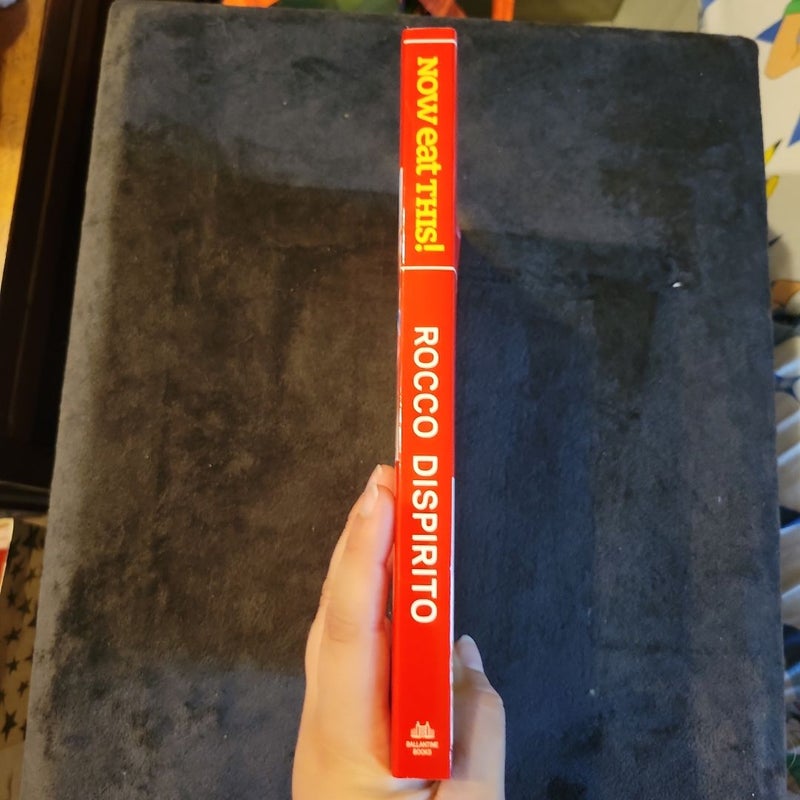 NOW eat THIS!
ROCCO DISPIRITO
BALLANTINE
BOOKS